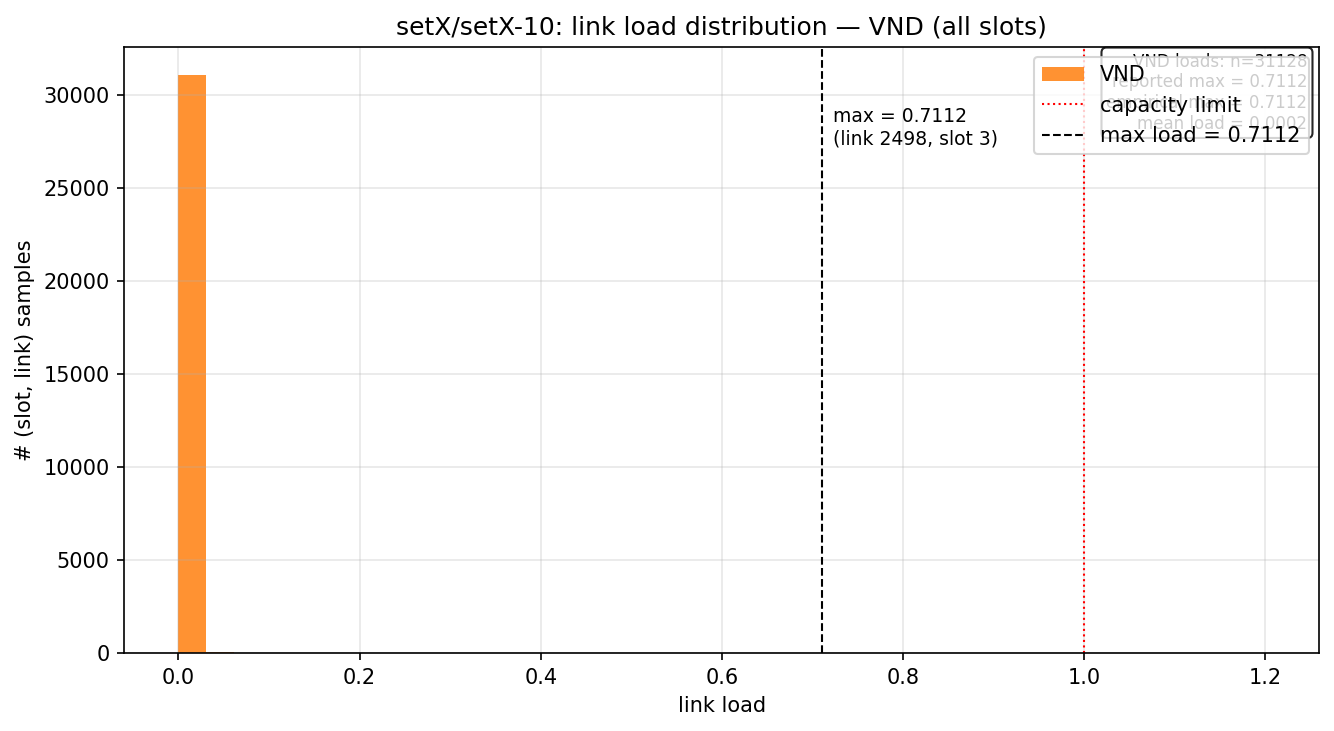 setX/setX-10: link load distribution — VND (all slots)
# (slot, link) samples
30000
25000
20000
15000
10000
5000
0
max = 0.7112
(link 2498, slot 3)
VND loads: n=31128
reported max = 0.7112
max = 0.7112
mean load = 0.0002
VND
capacity limit
max load = 0.7112
0.0
0.2
0.4
0.6
0.8
1.0
1.2
link load